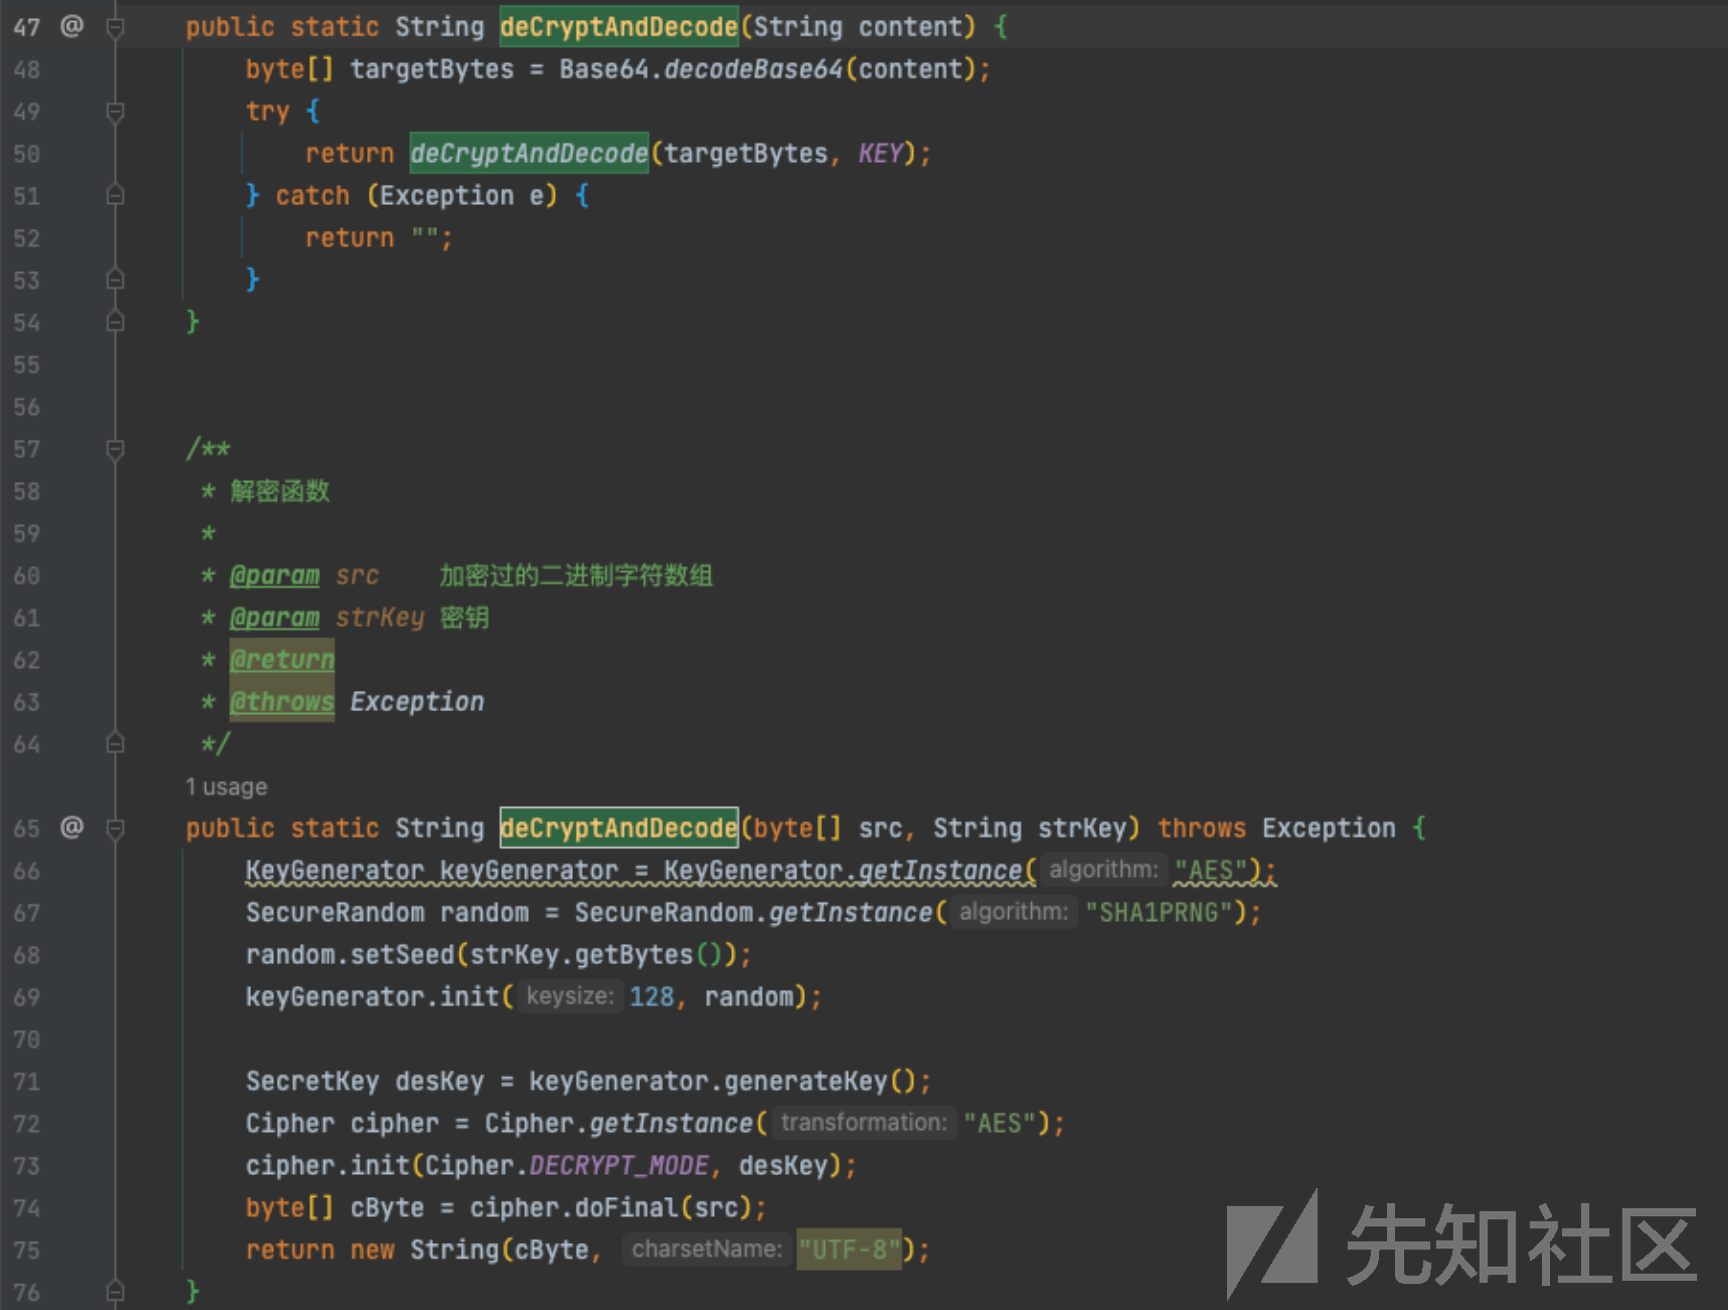 47 @ public static String deCryptAndDecode(String content) {
48 byte[] targetBytes = Base64.decodeBase64(content);
49 try {
50 return deCryptAndDecode(targetBytes, KEY);
51 } catch (Exception e) {
52 return "";
53 }
54 }
55
56
57 /**
58 * 解密函数
59 *
60 * @param src 加密过的二进制字符数组
61 * @param strKey 密钥
62 * @return
63 * @throws Exception
64 */
1 usage
65 @ public static String deCryptAndDecode(byte[] src, String strKey) throws Exception {
66 KeyGenerator keyGenerator = KeyGenerator.getInstance( algorithm: "AES");
67 SecureRandom random = SecureRandom.getInstance( algorithm: "SHA1PRNG");
68 random.setSeed(strKey.getBytes());
69 keyGenerator.init( keysize: 128, random);
70
71 SecretKey desKey = keyGenerator.generateKey();
72 Cipher cipher = Cipher.getInstance( transformation: "AES");
73 cipher.init(Cipher.DECRYPT_MODE, desKey);
74 byte[] cByte = cipher.doFinal(src);
75 return new String(cByte, charsetName: "UTF-8");
76 }
先知社区